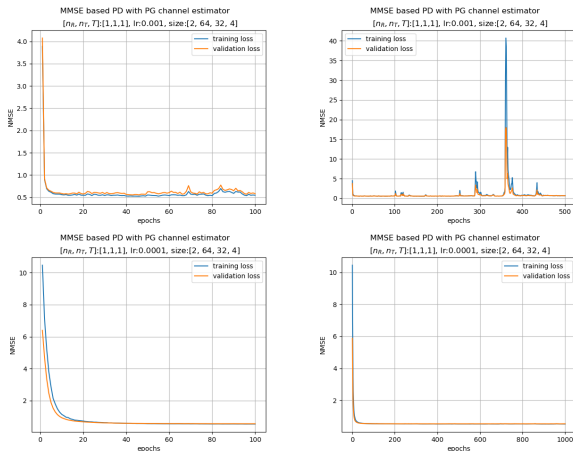 MMSE based PD with PG channel estimator
[n_R, n_T, T]:[1,1,1], lr:0.001, size:[2, 64, 32, 4]
training loss
validation loss
4.0
3.5
3.0
2.5
2.0
1.5
1.0
0.5
NMSE
0 20 40 60 80 100
epochs
MMSE based PD with PG channel estimator
[n_R, n_T, T]:[1,1,1], lr:0.001, size:[2, 64, 32, 4]
training loss
validation loss
40
35
30
25
20
15
10
5
0
NMSE
0 100 200 300 400 500
epochs
MMSE based PD with PG channel estimator
[n_R, n_T, T]:[1,1,1], lr:0.0001, size:[2, 64, 32, 4]
training loss
validation loss
10
8
6
4
2
NMSE
0 20 40 60 80 100
epochs
MMSE based PD with PG channel estimator
[n_R, n_T, T]:[1,1,1], lr:0.0001, size:[2, 64, 32, 4]
training loss
validation loss
10
8
6
4
2
NMSE
0 200 400 600 800 1000
epochs